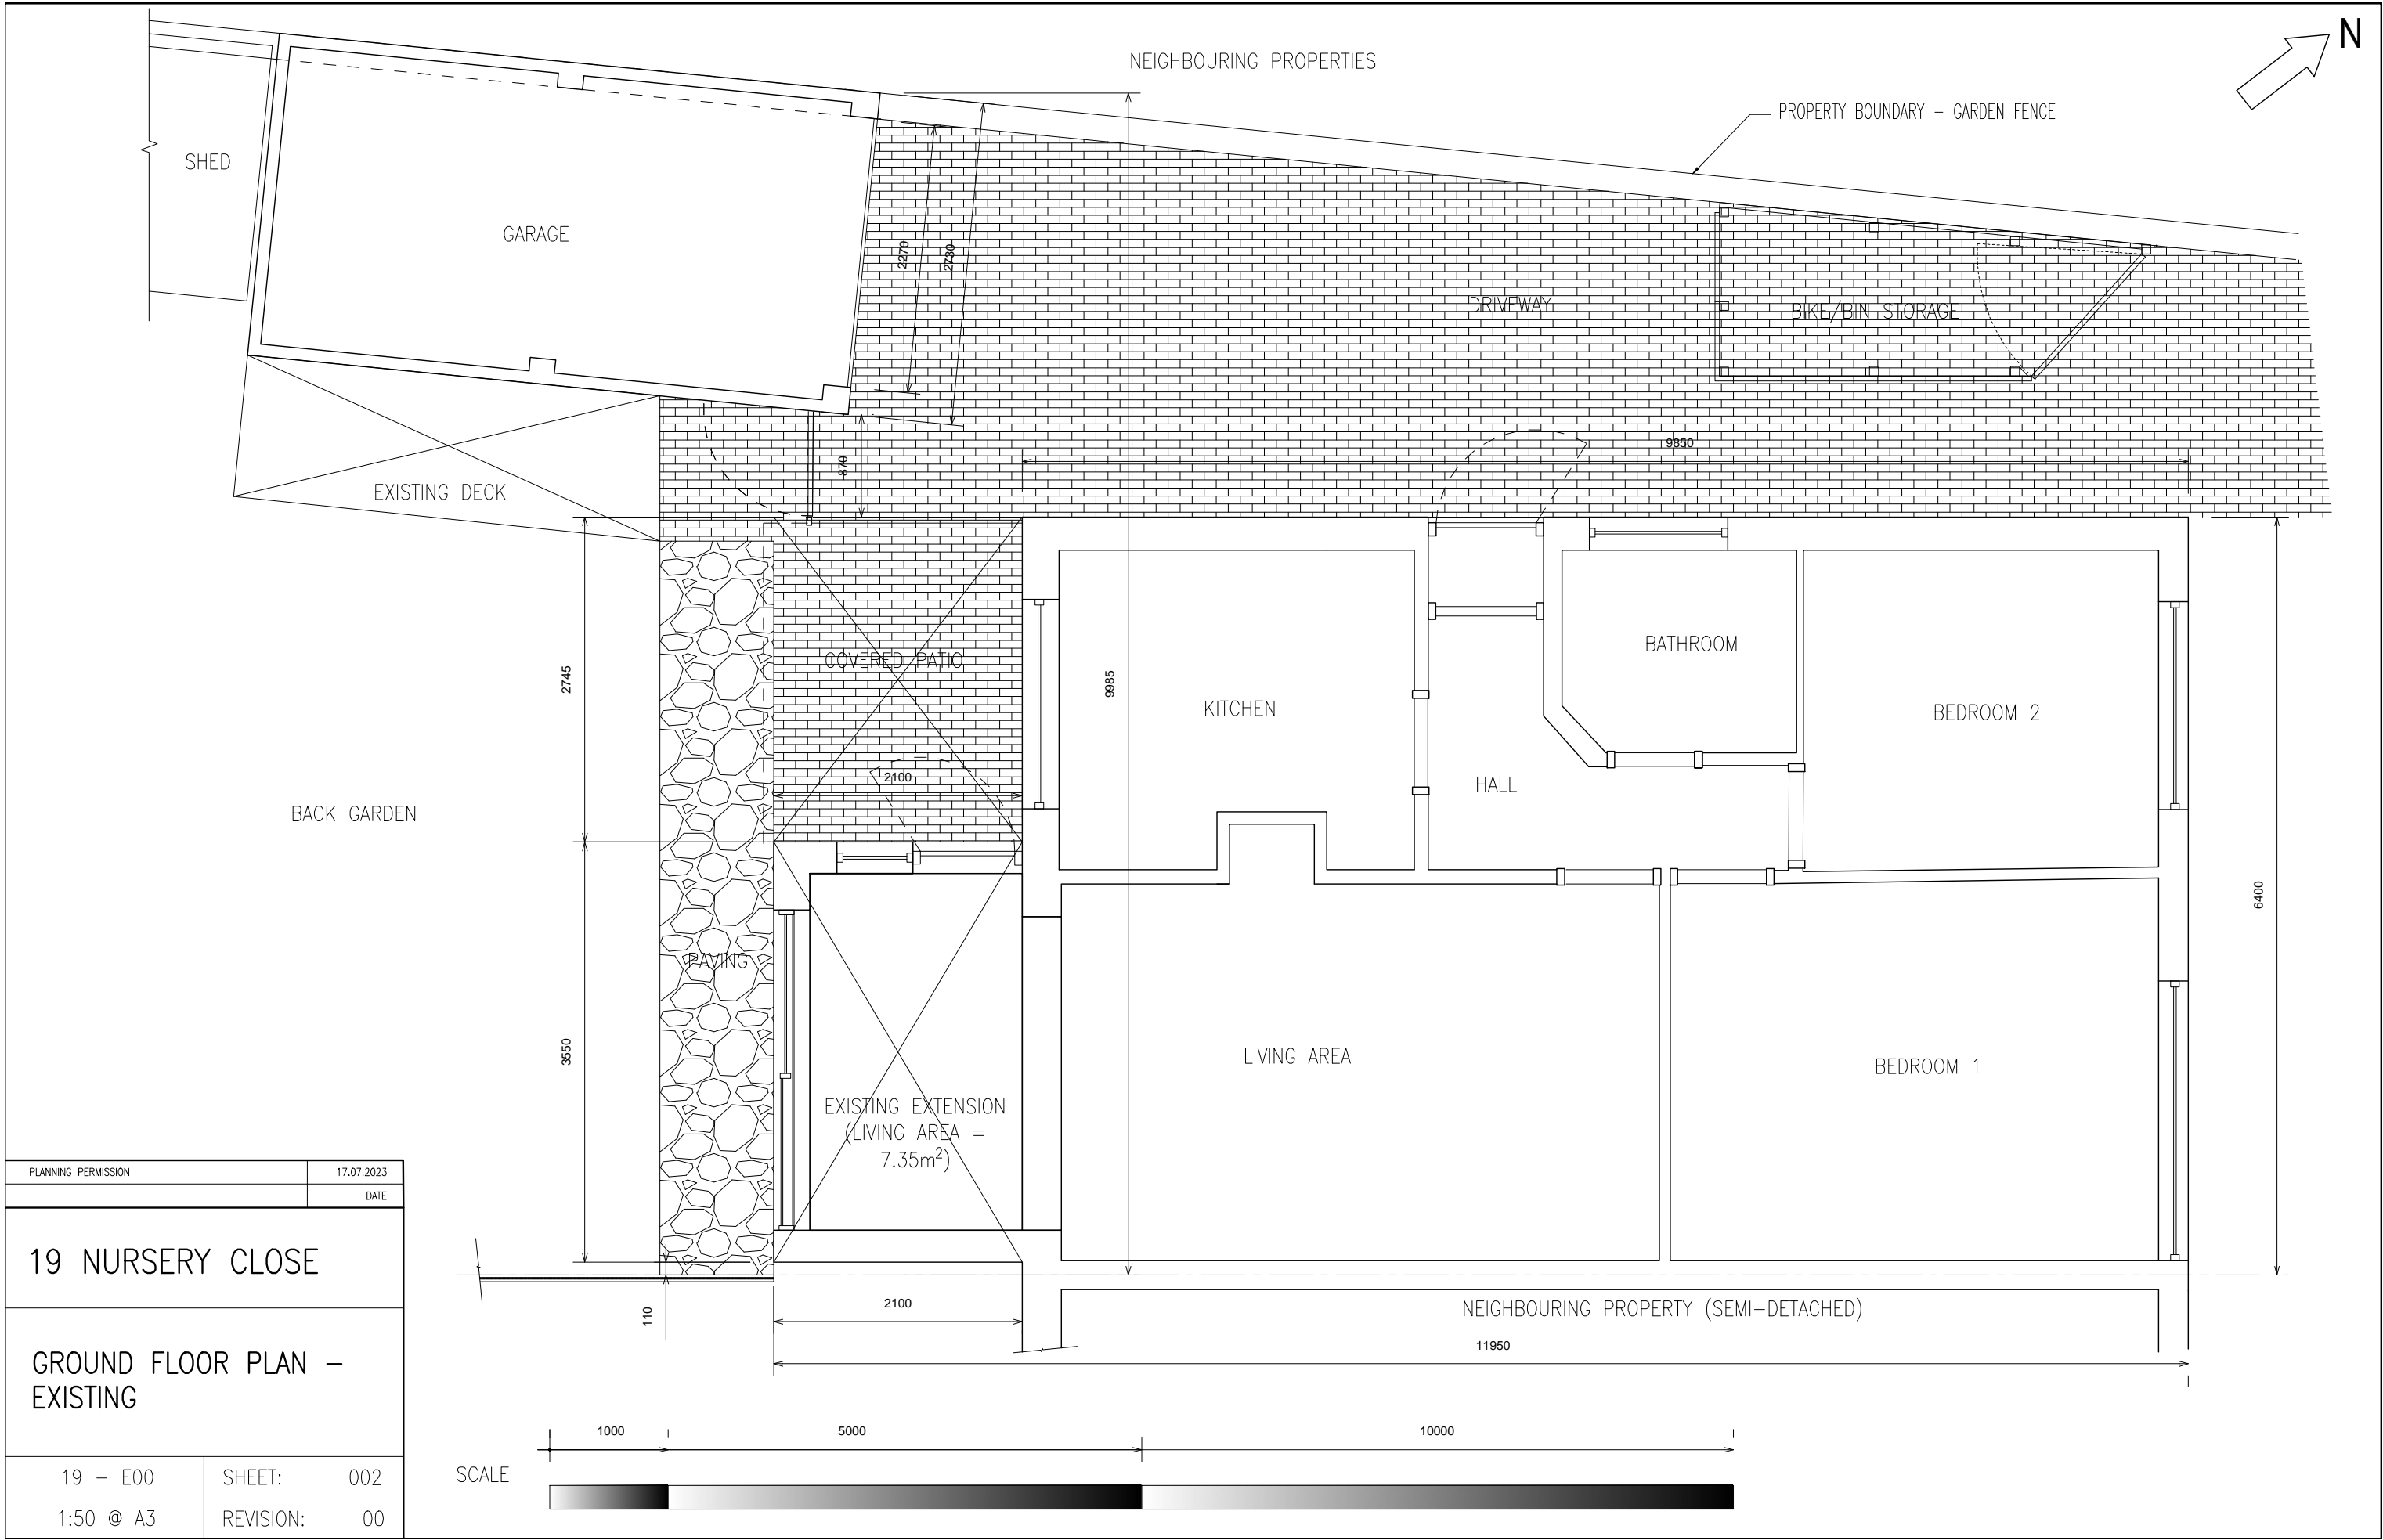 N
NEIGHBOURING PROPERTIES
PROPERTY BOUNDARY - GARDEN FENCE
SHED
GARAGE
2270
2730
DRIVEWAY
BIKE/BIN STORAGE
9850
870
EXISTING DECK
2745
COVERED PATIO
9985
KITCHEN
BATHROOM
BEDROOM 2
2100
HALL
BACK GARDEN
6400
PAVING
3550
LIVING AREA
BEDROOM 1
EXISTING EXTENSION
(LIVING AREA =
7.35m²)
110
2100
NEIGHBOURING PROPERTY (SEMI-DETACHED)
11950
1000
5000
10000
SCALE
PLANNING PERMISSION
17.07.2023
DATE
19 NURSERY CLOSE
GROUND FLOOR PLAN -
EXISTING
19 - E00
SHEET: 002
1:50 @ A3
REVISION: 00